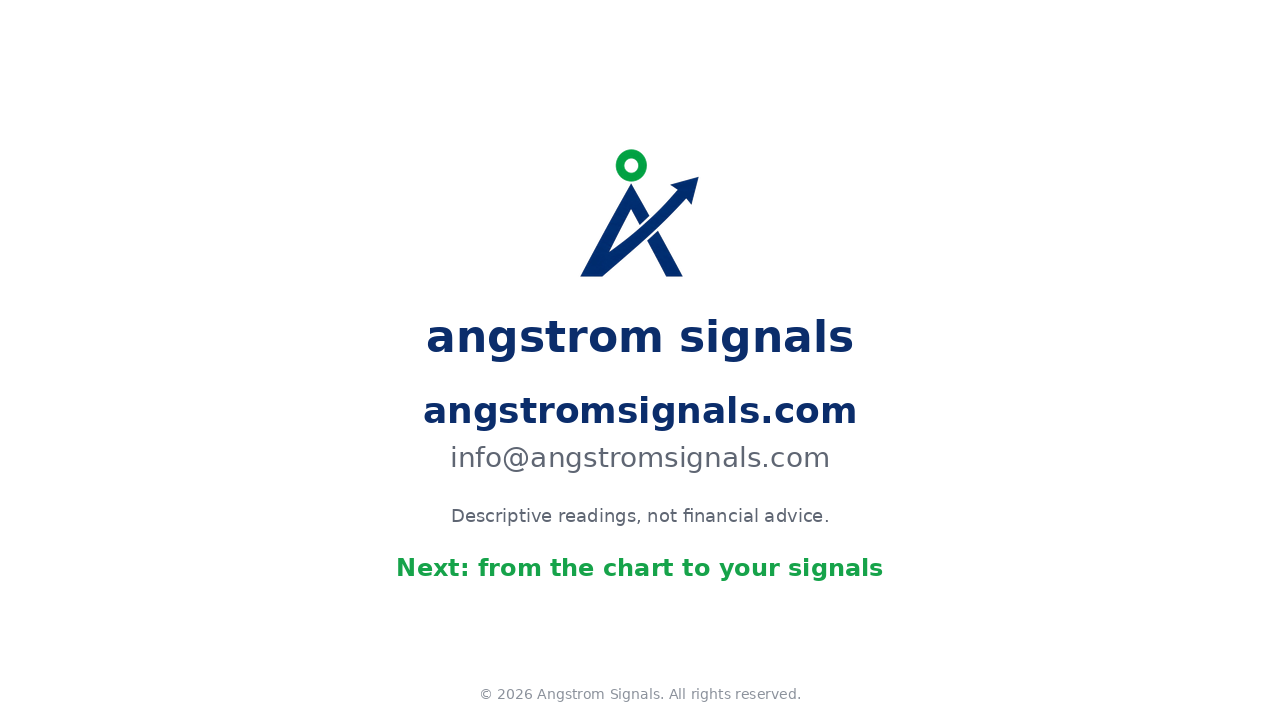 angstrom signals
angstromsignals.com
info@angstromsignals.com
Descriptive readings, not financial advice.
Next: from the chart to your signals
© 2026 Angstrom Signals. All rights reserved.